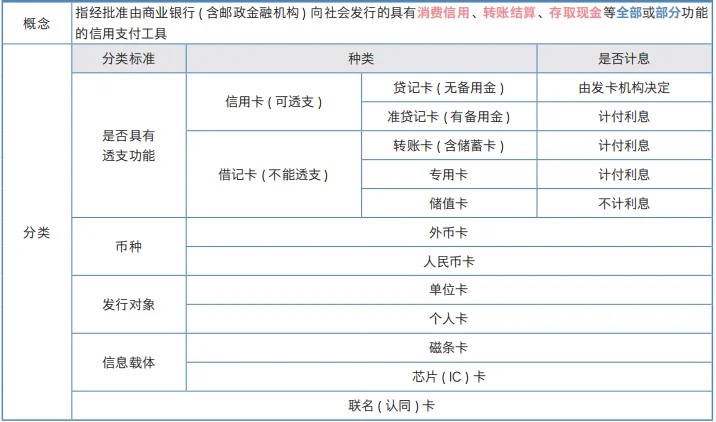 概念
指经批准由商业银行(含邮政金融机构)向社会发行的具有消费信用、转账结算、存取现金等全部或部分功能
的信用支付工具
分类
分类标准
种类
是否计息
是否具有
透支功能
信用卡(可透支)
贷记卡(无备用金)
由发卡机构决定
准贷记卡(有备用金)
计付利息
借记卡(不能透支)
转账卡(含储蓄卡)
计付利息
专用卡
计付利息
储值卡
不计利息
币种
外币卡
人民币卡
发行对象
单位卡
个人卡
信息载体
磁条卡
芯片(IC)卡
联名(认同)卡